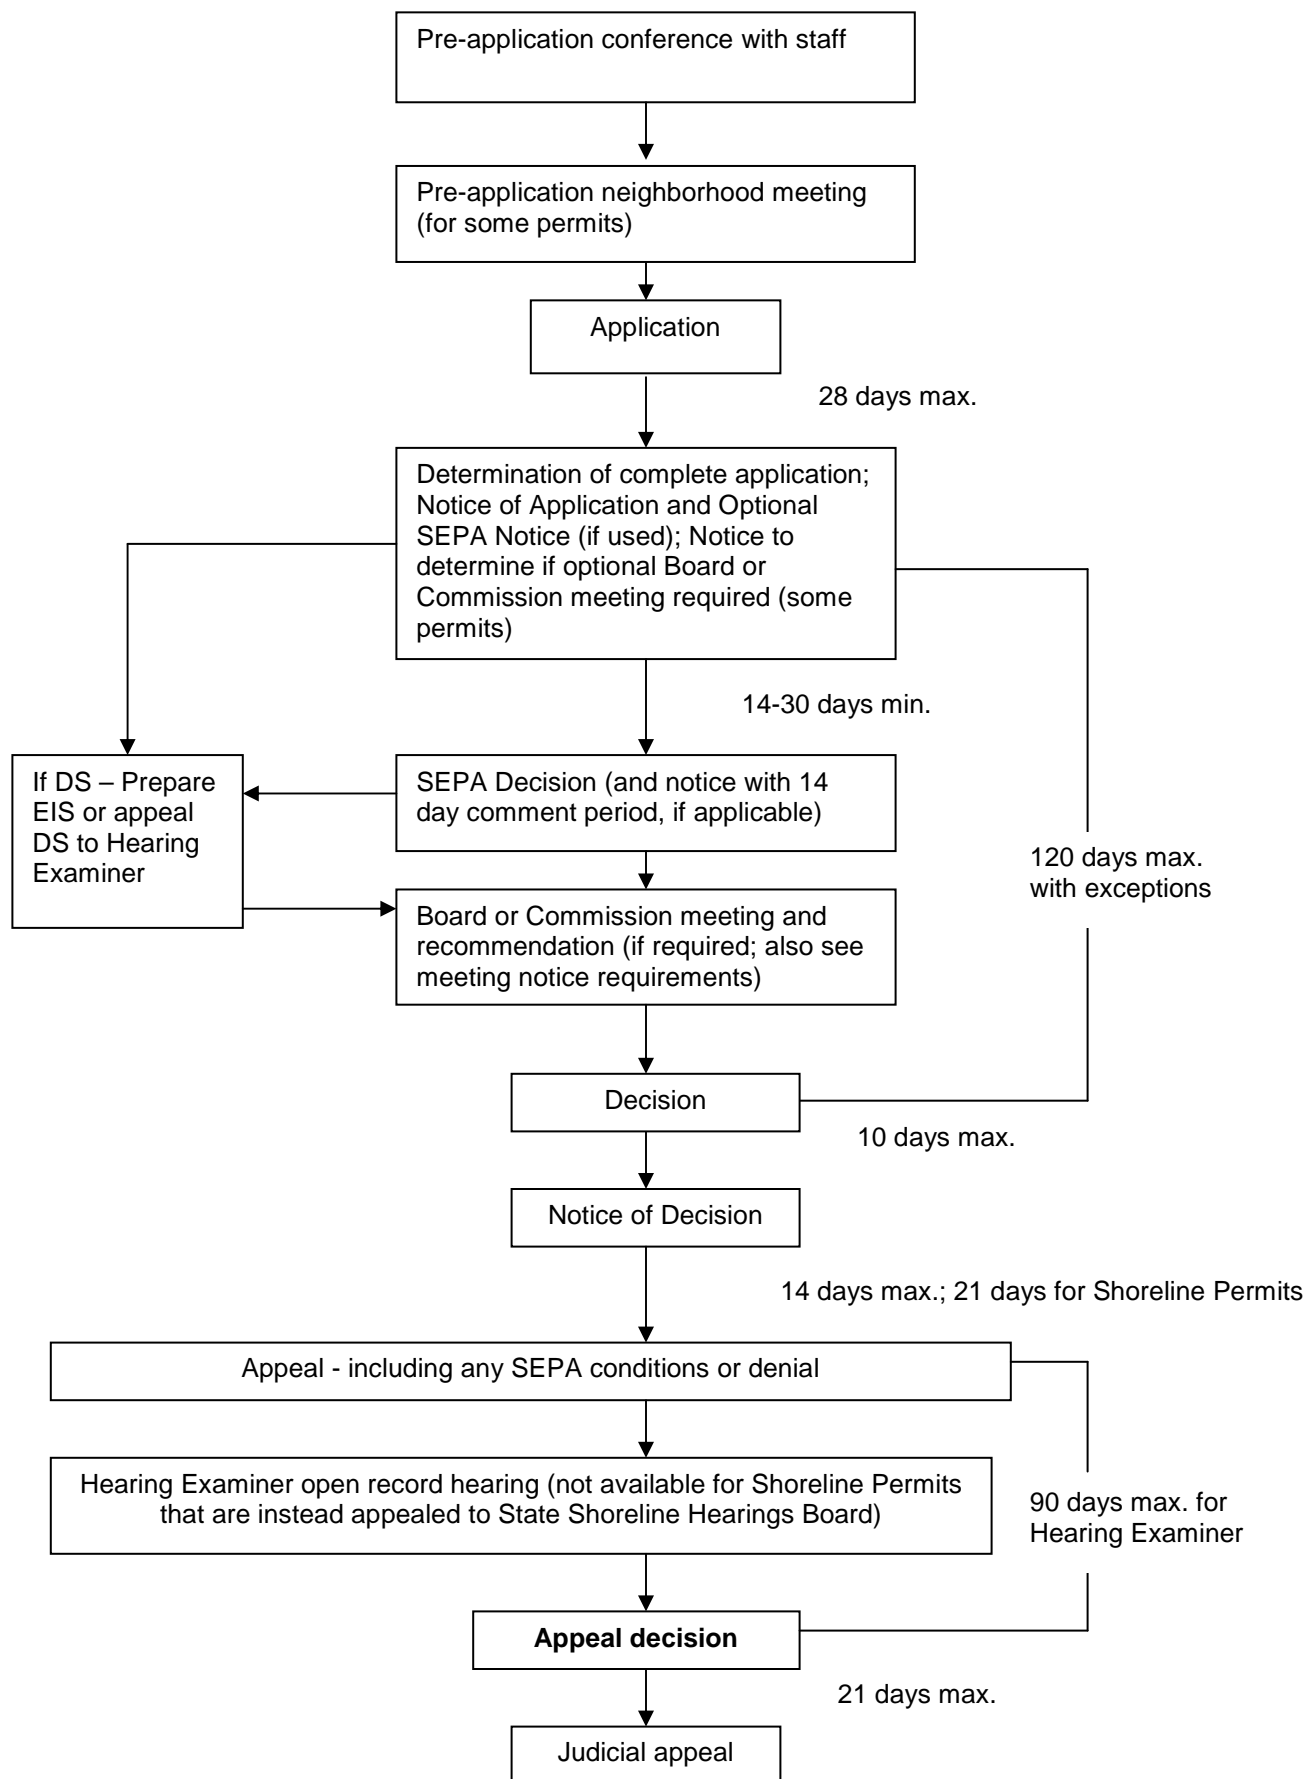 Pre-application conference with staff
Pre-application neighborhood meeting
(for some permits)
Application
28 days max.
Determination of complete application;
Notice of Application and Optional
SEPA Notice (if used); Notice to
determine if optional Board or
Commission meeting required (some
permits)
14-30 days min.
If DS – Prepare
EIS or appeal
DS to Hearing
Examiner
SEPA Decision (and notice with 14
day comment period, if applicable)
120 days max.
with exceptions
Board or Commission meeting and
recommendation (if required; also see
meeting notice requirements)
Decision
10 days max.
Notice of Decision
14 days max.; 21 days for Shoreline Permits
Appeal - including any SEPA conditions or denial
Hearing Examiner open record hearing (not available for Shoreline Permits
that are instead appealed to State Shoreline Hearings Board)
90 days max. for
Hearing Examiner
Appeal decision
21 days max.
Judicial appeal